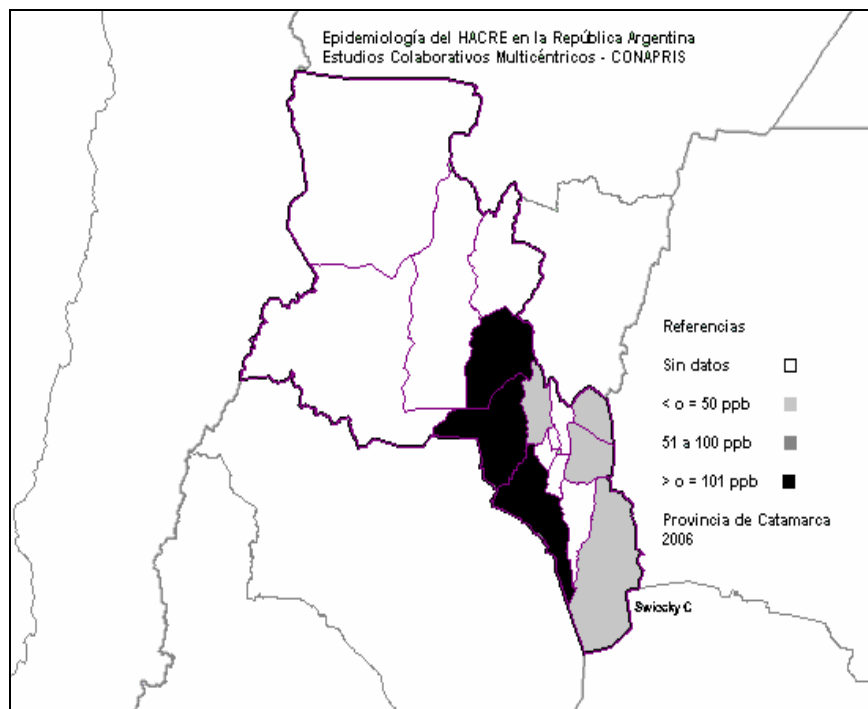 Epidemiología del HACRE en la República Argentina
Estudios Colaborativos Multicéntricos - CONAPRIS
Referencias
Sin datos
< o = 50 ppb
51 a 100 ppb
> o = 101 ppb
Provincia de Catamarca
2006
Swiecky C